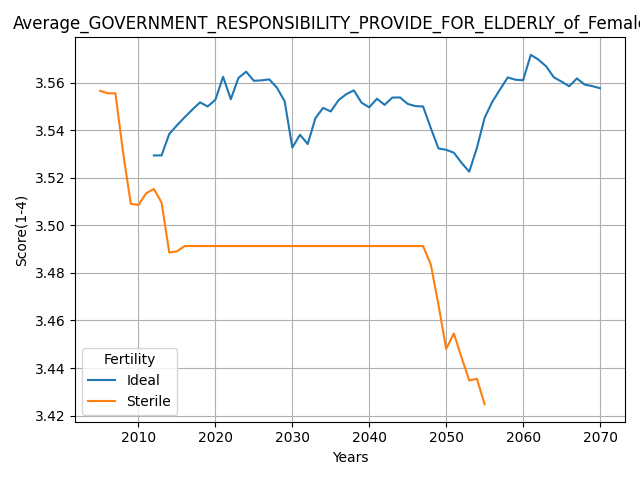 Average_GOVERNMENT_RESPONSIBILITY_PROVIDE_FOR_ELDERLY_of_Female
3.56
3.54
3.52
3.50
3.48
3.46
3.44
3.42
Score(1-4)
Fertility
Ideal
Sterile
2010 2020 2030 2040 2050 2060 2070
Years